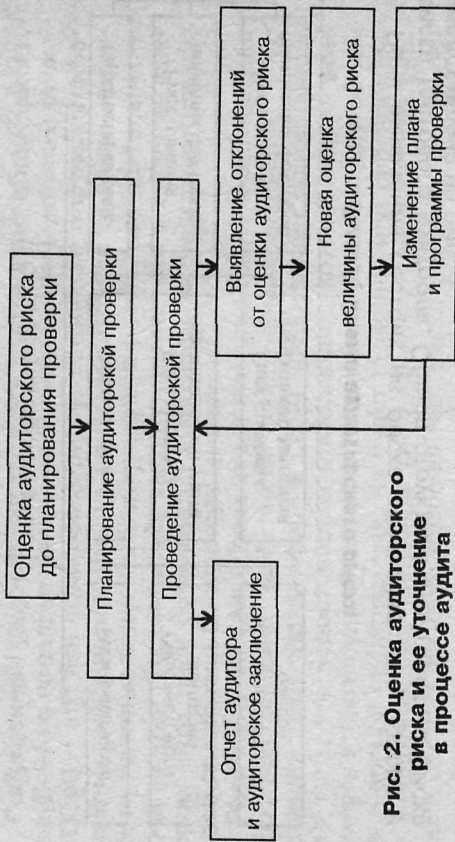 Оценка аудиторского риска
до планирования проверки
Планирование аудиторской проверки
Проведение аудиторской проверки
Отчет аудитора
и аудиторское заключение
Выявление отклонений
от оценки аудиторского риска
Новая оценка
величины аудиторского риска
Изменение плана
и программы проверки
Рис. 2. Оценка аудиторского
риска и ее уточнение
в процессе аудита